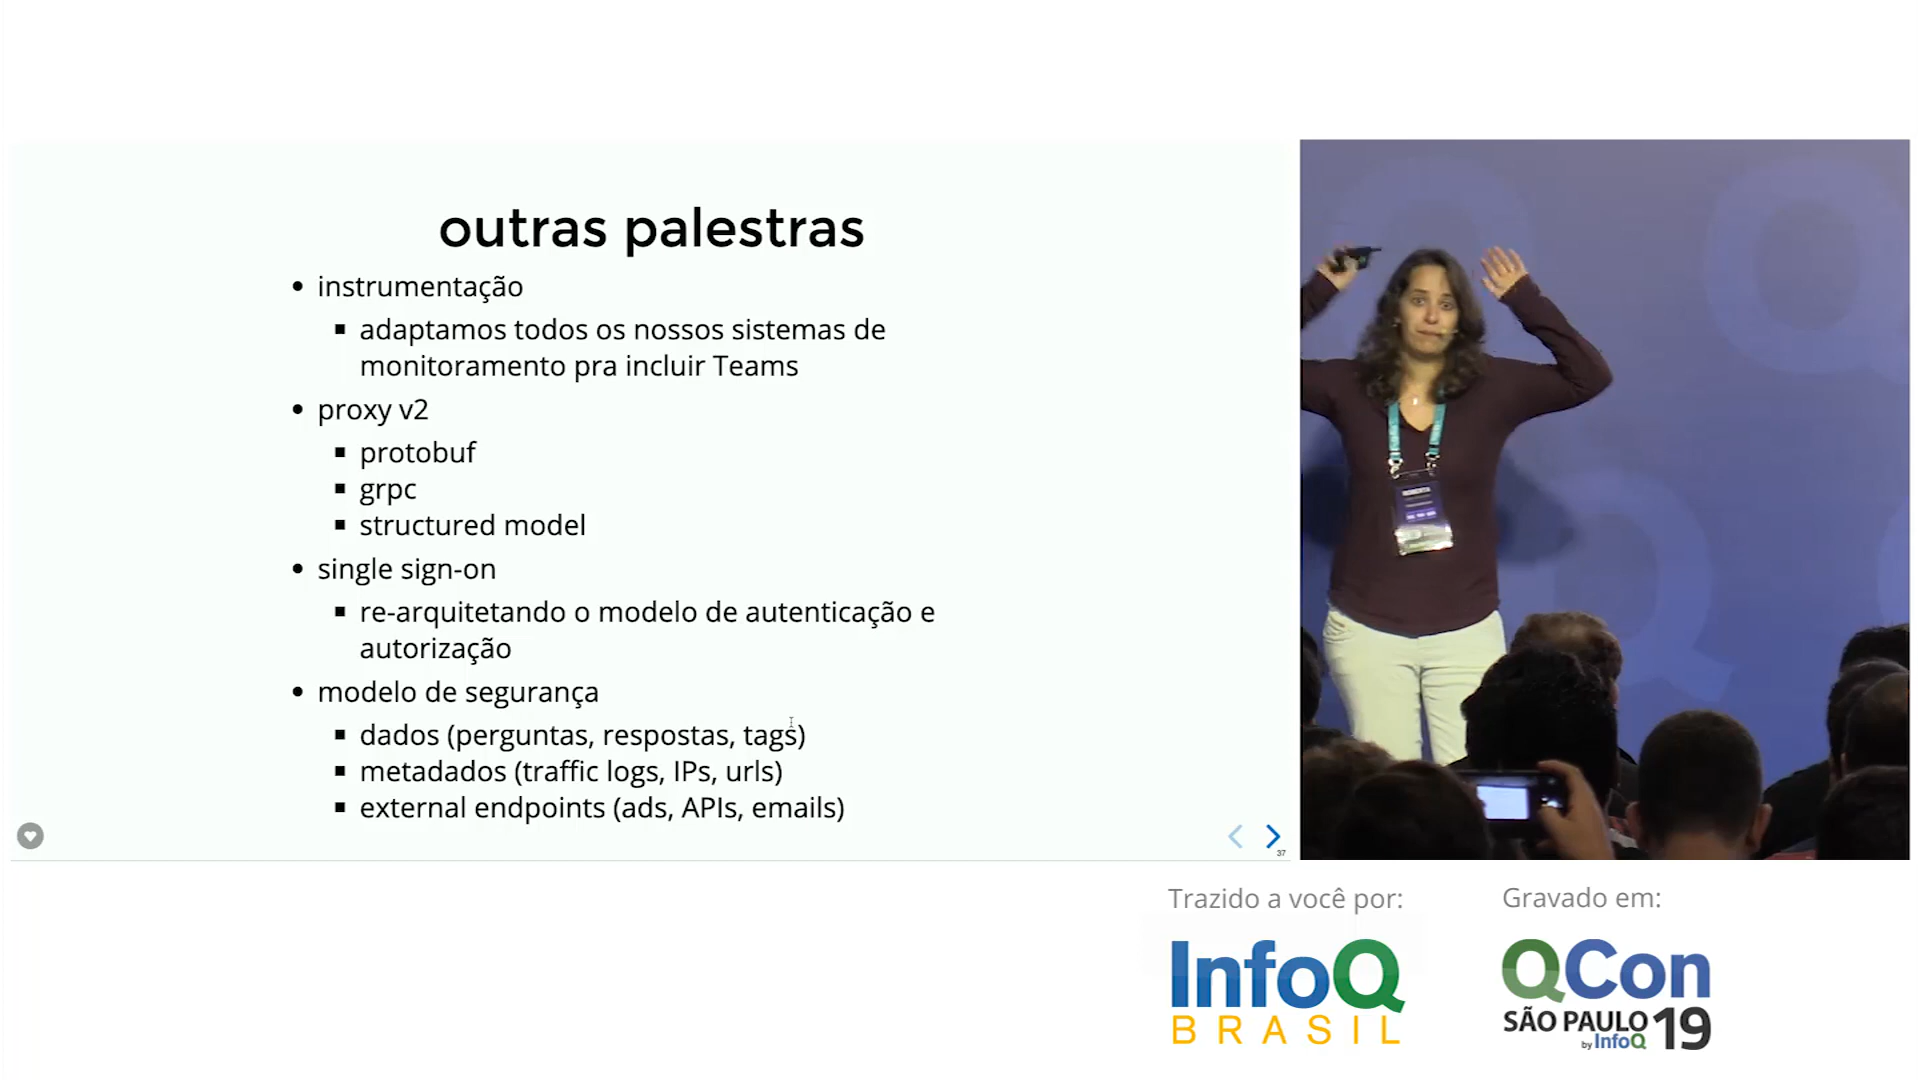 outras palestras
• instrumentação
▪ adaptamos todos os nossos sistemas de
monitoramento pra incluir Teams
• proxy v2
▪ protobuf
▪ grpc
▪ structured model
• single sign-on
▪ re-arquitetando o modelo de autenticação e
autorização
• modelo de segurança
▪ dados (perguntas, respostas, tags)
▪ metadados (traffic logs, IPs, urls)
▪ external endpoints (ads, APIs, emails)
37
ROBERTA
Trazido a você por:
InfoQ
BRASIL
Gravado em:
QCon
SÃO PAULO 19
by InfoQ